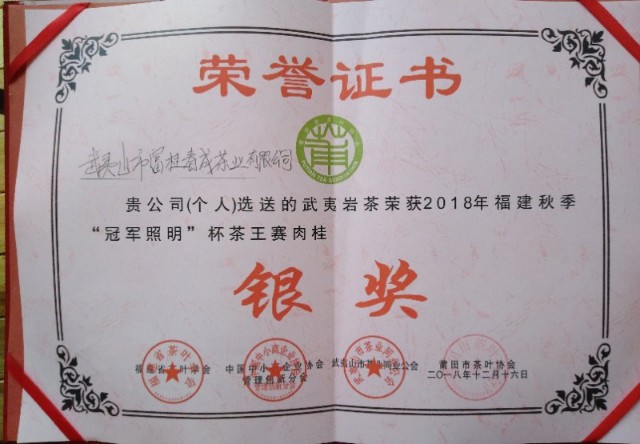 荣誉证书
武夷山市富桂春成茶业有限公司
贵公司(个人)选送的武夷岩茶荣获2018年福建秋季
“冠军照明”杯茶王赛肉桂
银奖
福建省茶叶学会 中国中小企业协会 武夷山市茶业同业公会 莆田市茶叶协会
管理创新分会 二〇一八年十二月十六日